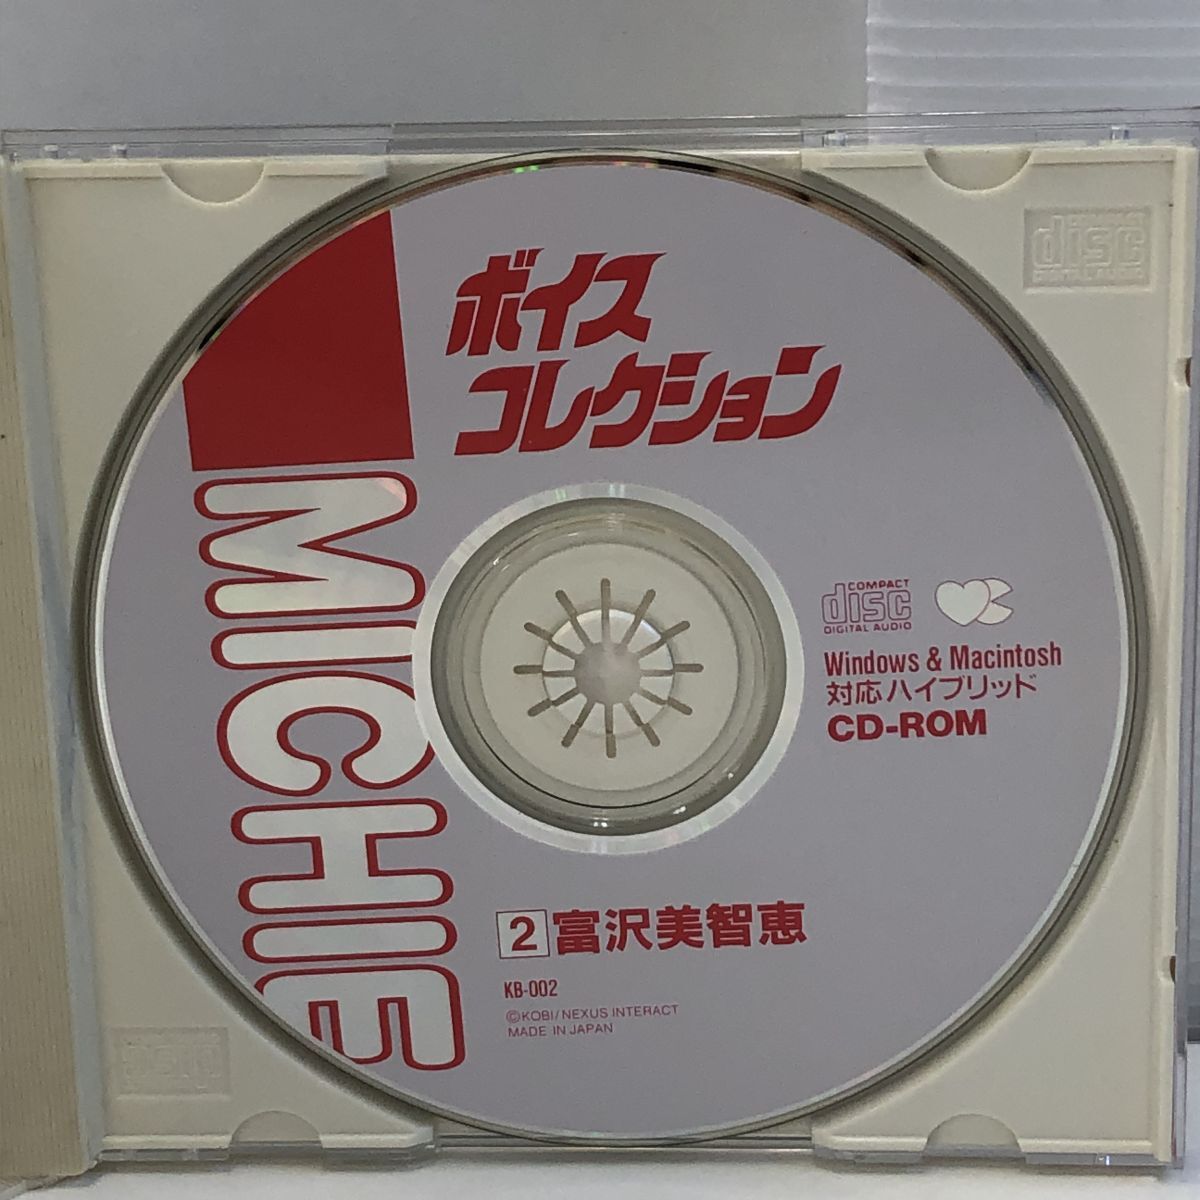 ボイス
コレクション
MICHIE
COMPACT
disc
DIGITAL AUDIO
Windows & Macintosh
対応ハイブリッド
CD-ROM
2 富沢美智恵
KB-002
©KOBI/NEXUS INTERACT
MADE IN JAPAN
disc